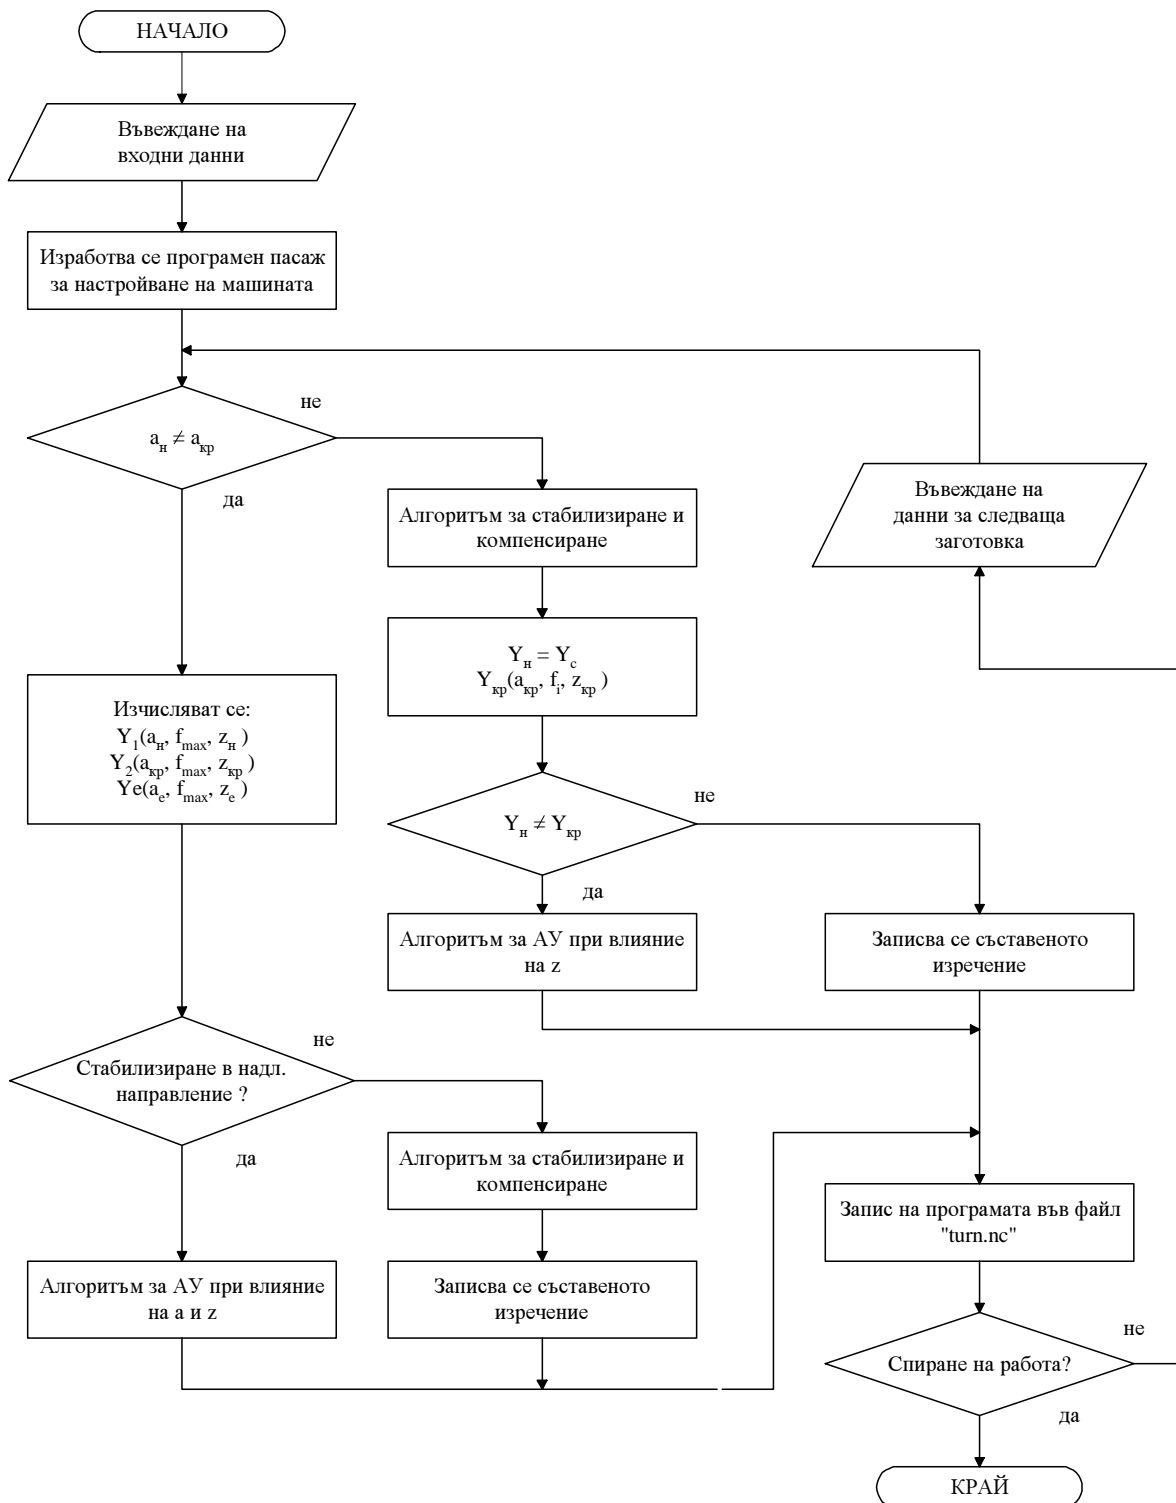 НАЧАЛО
Въвеждане на
входни данни
Изработва се програмен пасаж
за настройване на машината
не
aн ≠ aкр
да
Алгоритъм за стабилизиране и
компенсиране
Въвеждане на
данни за следваща
заготовка
Yн = Yс
Yкр(aкр, fi, zкр )
Изчисляват се:
Y1(aн, fmax, zн )
Y2(aкр, fmax, zкр )
Ye(ae, fmax, ze )
не
Yн ≠ Yкр
да
Алгоритъм за АУ при влияние
на z
Записва се съставеното
изречение
не
Стабилизиране в надл.
направление ?
да
Алгоритъм за стабилизиране и
компенсиране
Запис на програмата във файл
"turn.nc"
Алгоритъм за АУ при влияние
на a и z
Записва се съставеното
изречение
не
Спиране на работа?
да
КРАЙ